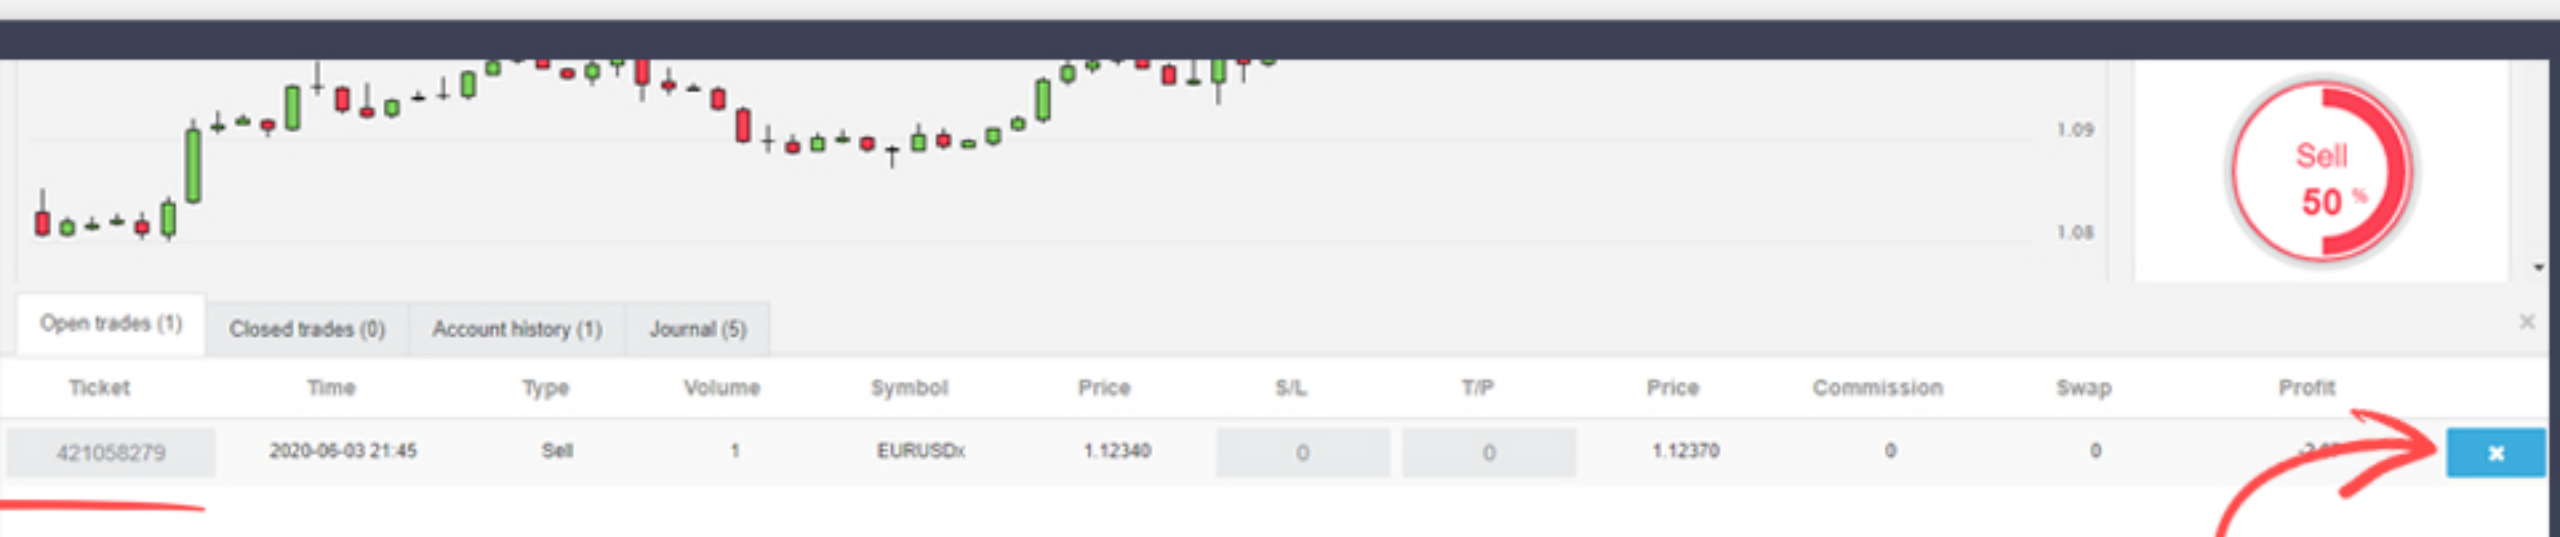 1.09
1.08
Sell
50 %
Open trades (1) Closed trades (0) Account history (1) Journal (5)
Ticket Time Type Volume Symbol Price S/L T/P Price Commission Swap Profit
421058279 2020-06-03 21:45 Sell 1 EURUSDx 1.12340 0 0 1.12370 0 0